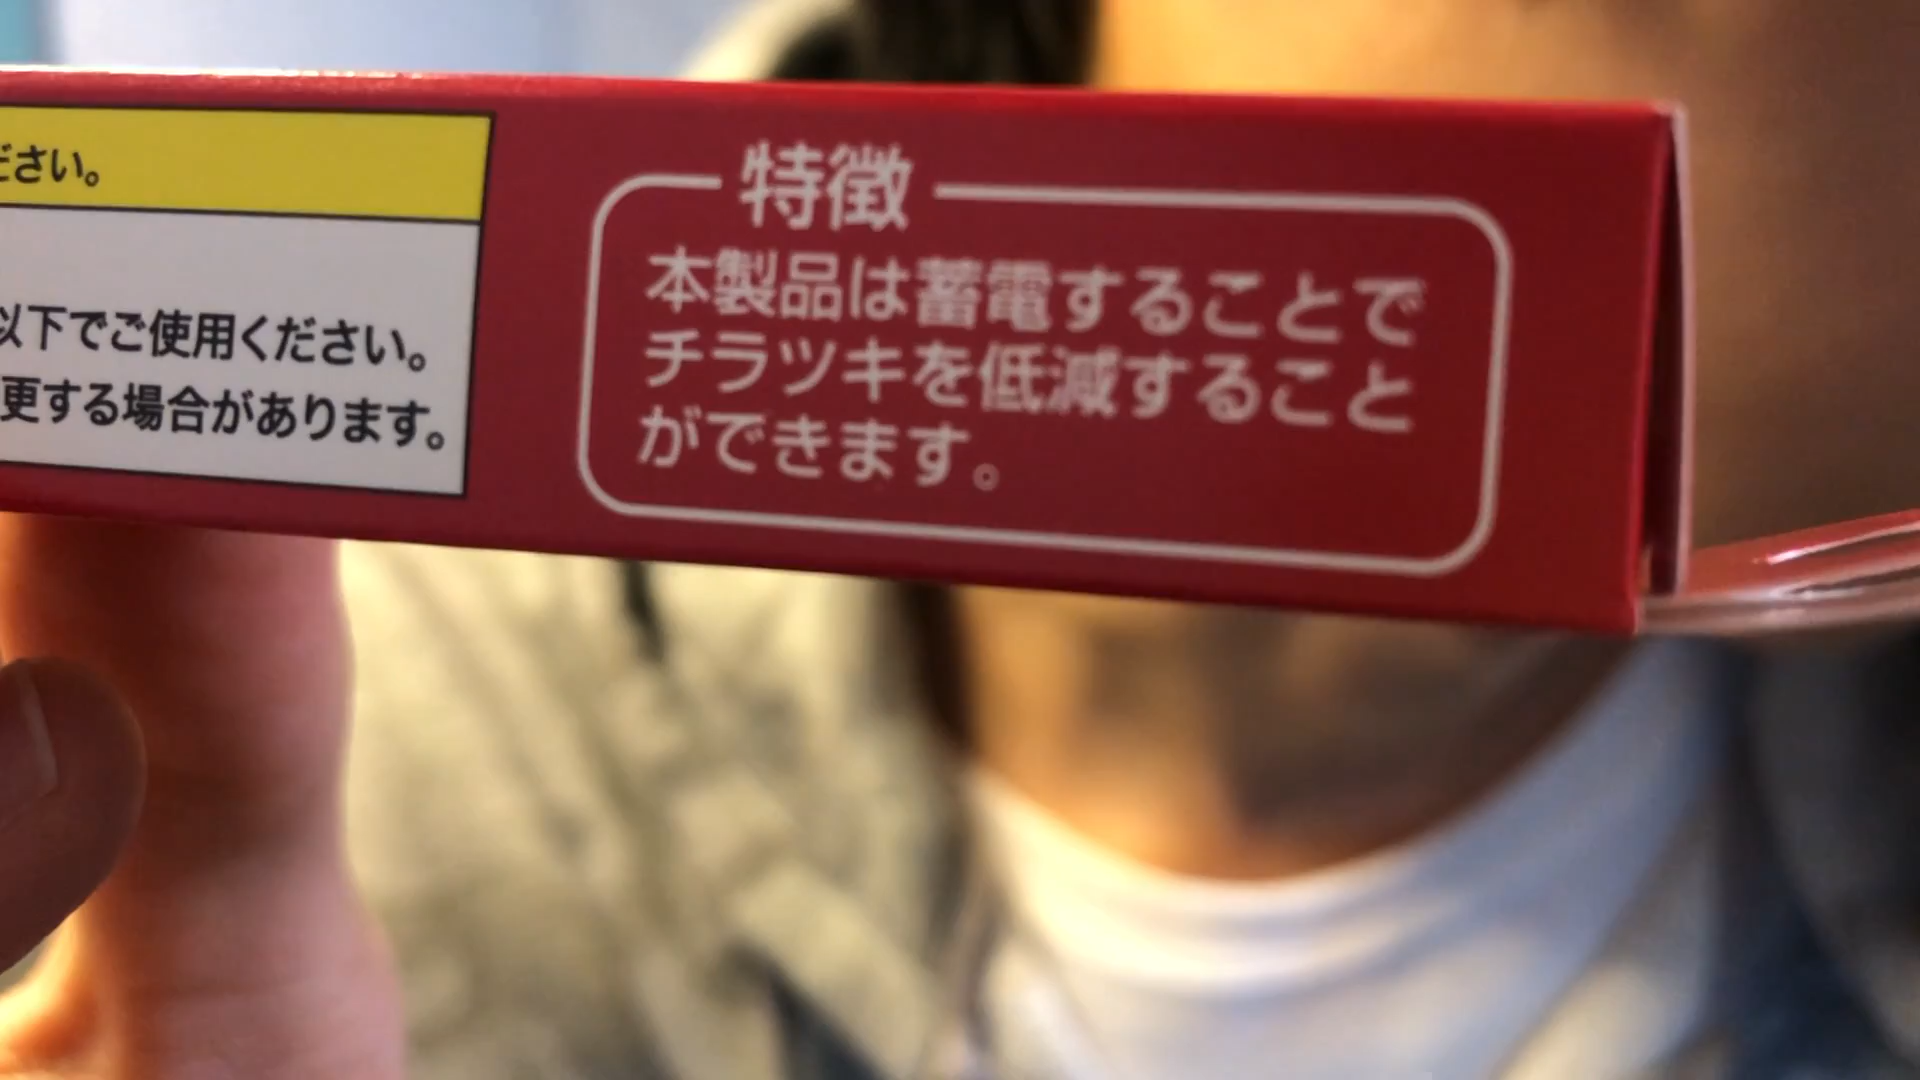 ださい。
以下でご使用ください。
更する場合があります。
特徴
本製品は蓄電することで
チラツキを低減すること
ができます。